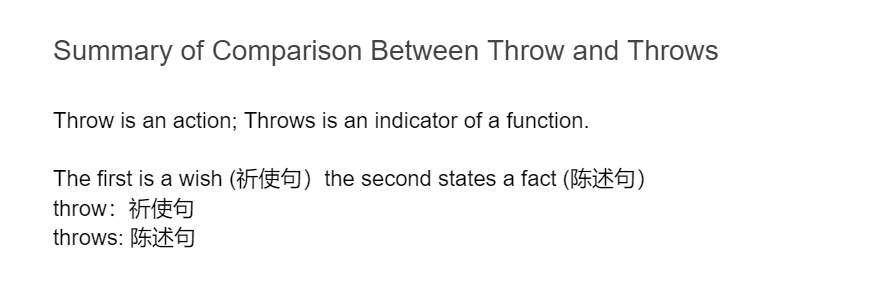 Summary of Comparison Between Throw and Throws
Throw is an action; Throws is an indicator of a function.
The first is a wish (祈使句）the second states a fact (陈述句）
throw：祈使句
throws: 陈述句